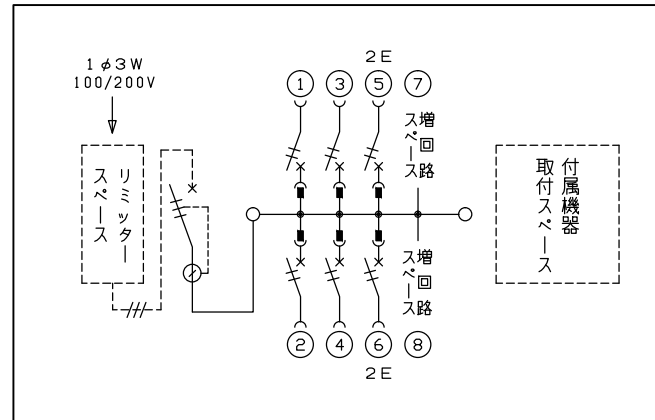 1φ3W
100/200V
リミッター
スペース
2E
① ③ ⑤ ⑦
増回路
スペース
増回路
スペース
② ④ ⑥ ⑧
2E
付属機器
取付スペース